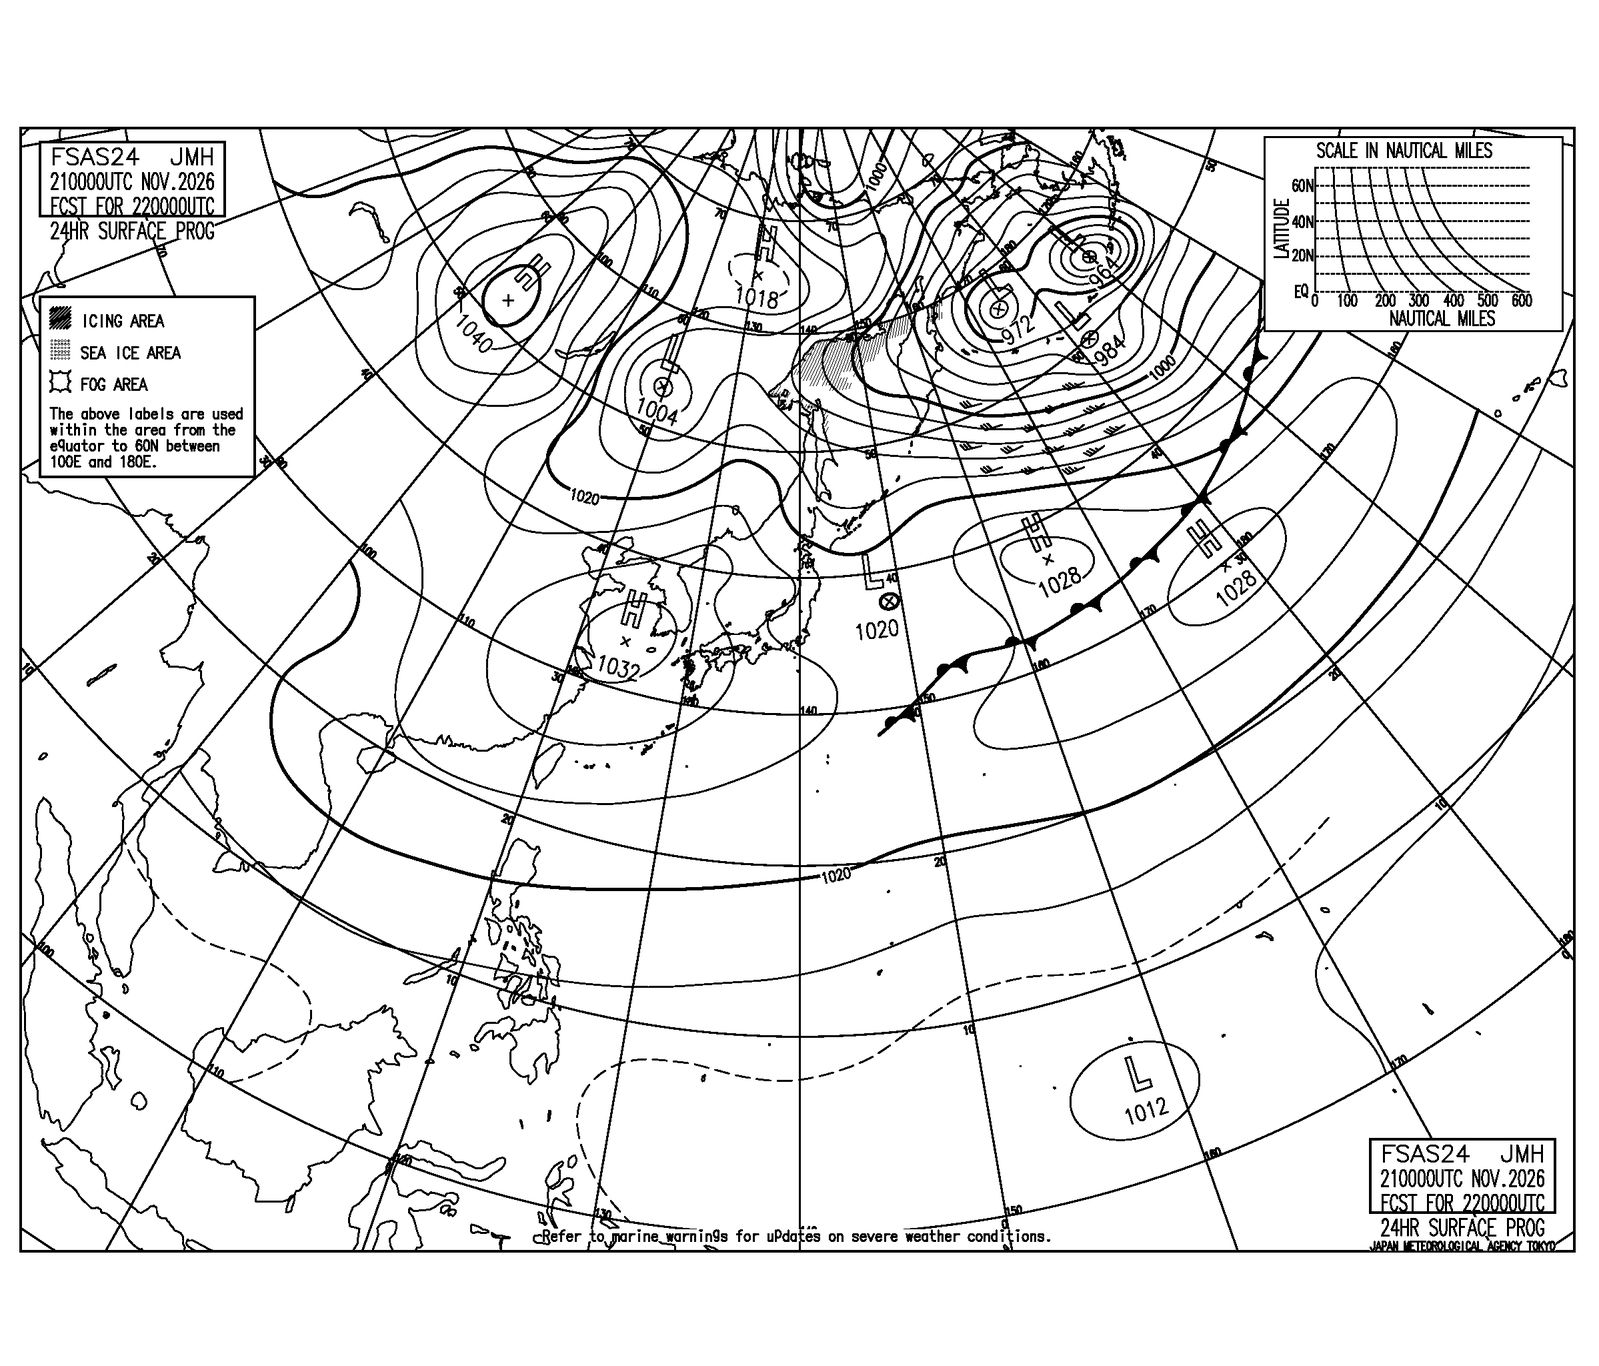 FSAS24 JMH
210000UTC NOV.2026
FCST FOR 220000UTC
24HR SURFACE PROG
SCALE IN NAUTICAL MILES
LATITUDE
60N
40N
20N
EQ
0 100 200 300 400 500 600
NAUTICAL MILES
ICING AREA
SEA ICE AREA
FOG AREA
The above labels are used
within the area from the
equator to 60N between
100E and 180E.
H
1040
H
1018
L
1004
1000
L
972
L
964
L
984
1000
1020
H
1032
L
1020
H
1028
H
1028
1020
L
1012
FSAS24 JMH
210000UTC NOV.2026
FCST FOR 220000UTC
24HR SURFACE PROG
JAPAN METEOROLOGICAL AGENCY TOKYO
Refer to marine warnings for updates on severe weather conditions.